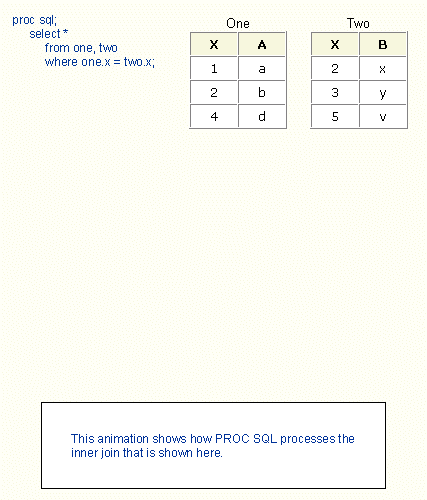 proc sql;
select *
from one, two
where one.x = two.x;
One
X A
1 a
2 b
4 d
Two
X B
2 x
3 y
5 v
This animation shows how PROC SQL processes the
inner join that is shown here.